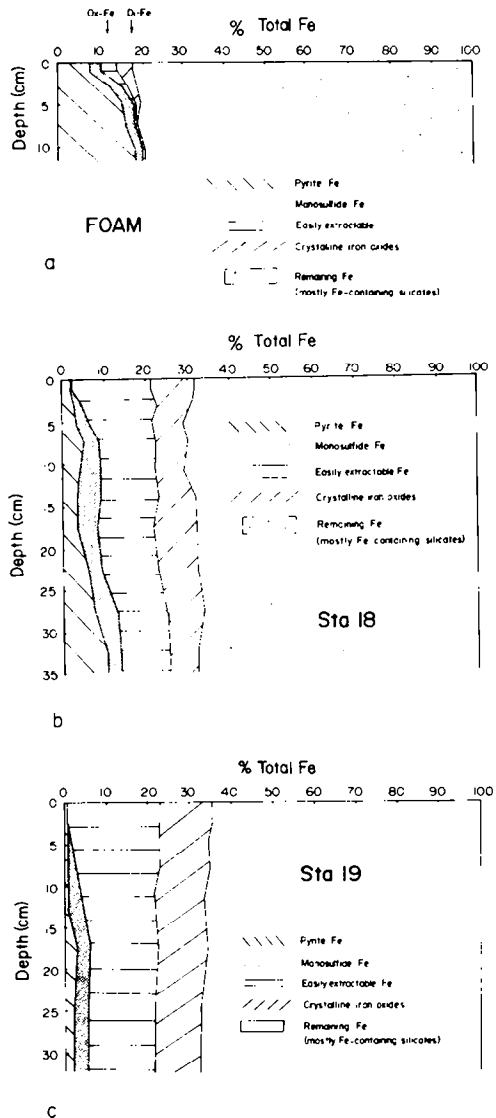 Ox-Fe Di-Fe
% Total Fe
0 10 20 30 40 50 60 70 80 90 100
Depth (cm)
0
5
10
FOAM
Pyrite Fe
Monosulfide Fe
Easily extractable
Crystalline iron oxides
Remaining Fe
(mostly Fe-containing silicates)
a
% Total Fe
0 10 20 30 40 50 60 70 80 90 100
Depth (cm)
0
5
10
15
20
25
30
35
Pyrite Fe
Monosulfide Fe
Easily extractable Fe
Crystalline iron oxides
Remaining Fe
(mostly Fe containing silicates)
Sta 18
b
% Total Fe
0 10 20 30 40 50 60 70 80 90 100
Depth (cm)
0
5
10
15
20
25
30
Sta 19
Pyrite Fe
Monosulfide Fe
Easily extractable Fe
Crystalline iron oxides
Remaining Fe
(mostly Fe-containing silicates)
c